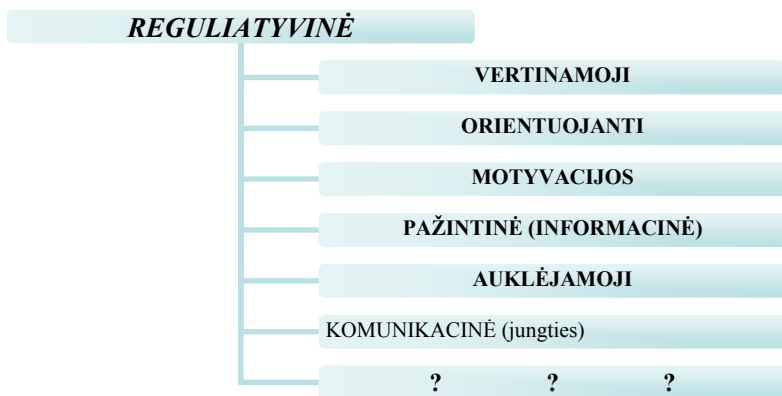 REGULIATYVINĖ
VERTINAMOJI
ORIENTUOJANTI
MOTYVACIJOS
PAŽINTINĖ (INFORMACINĖ)
AUKLĖJAMOJI
KOMUNIKACINĖ (jungties)
? ? ?